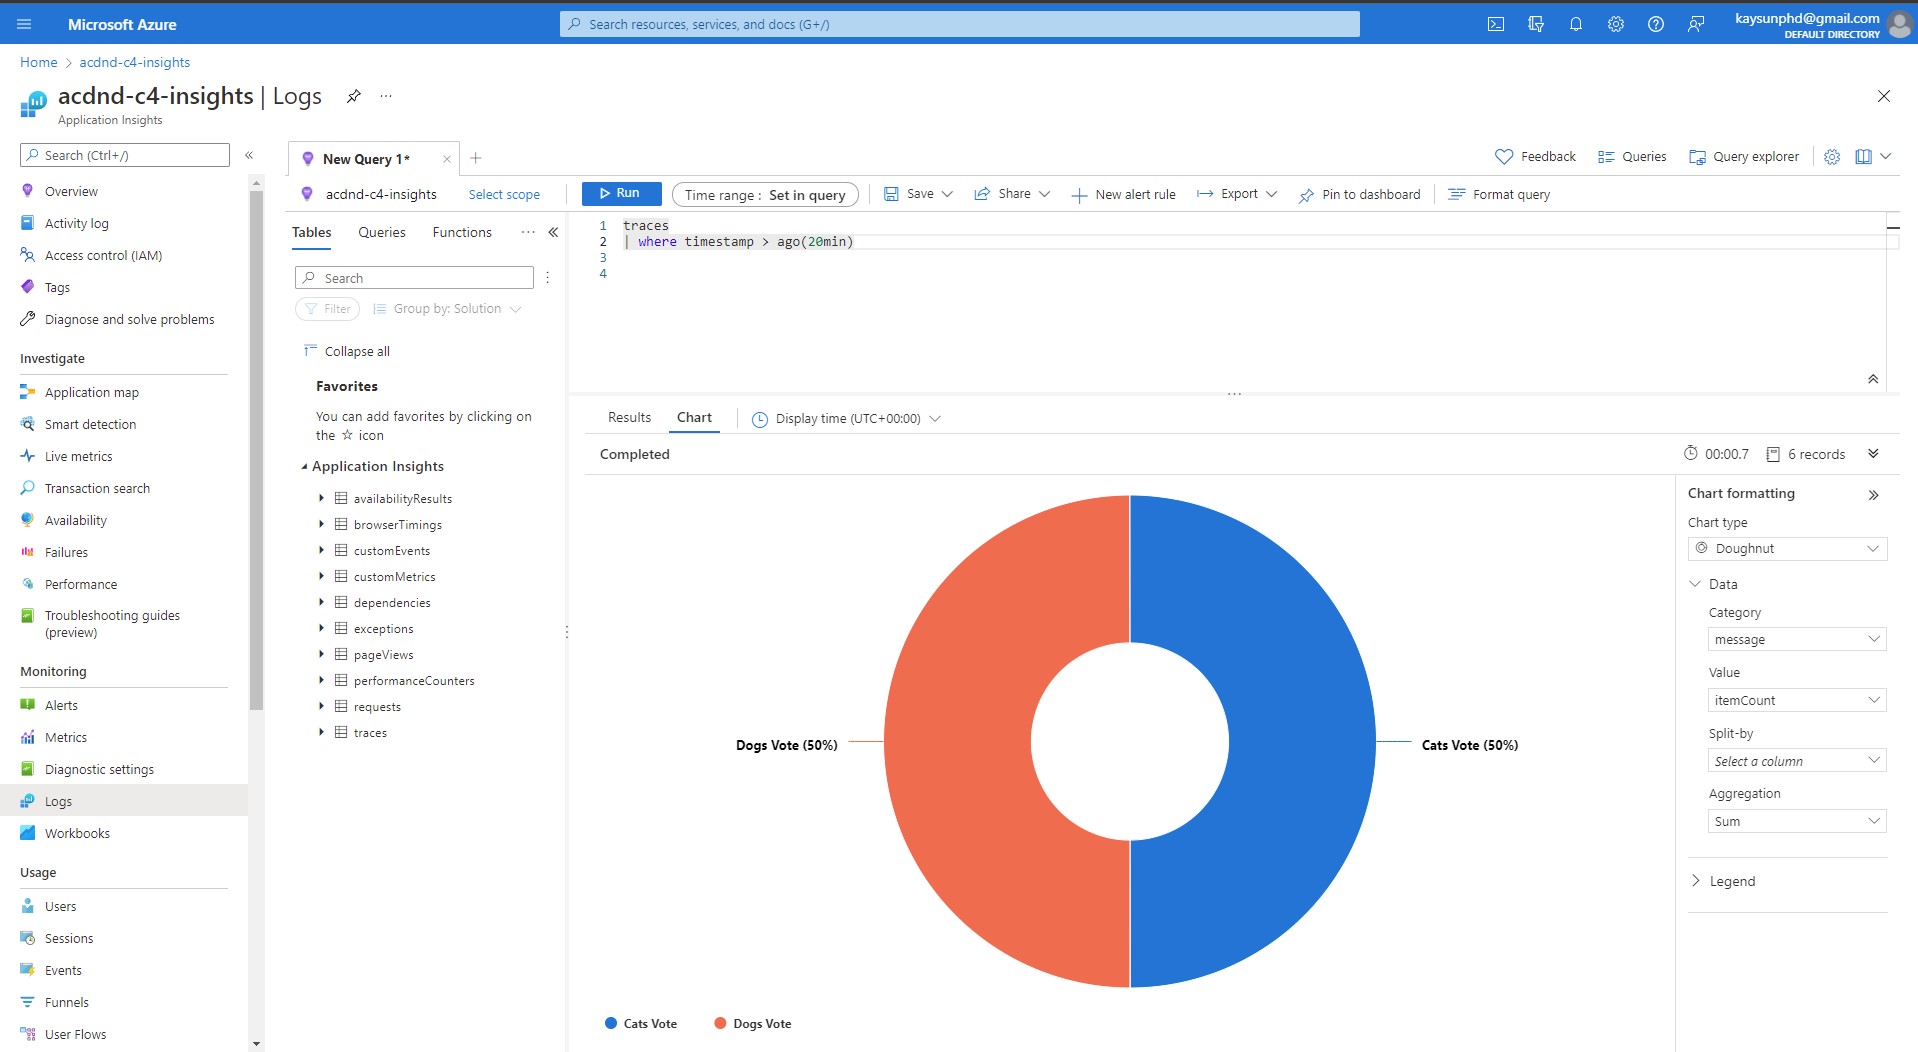 Microsoft Azure
Search resources, services, and docs (G+/)
kaysunphd@gmail.com
DEFAULT DIRECTORY
Home > acdnd-c4-insights
acdnd-c4-insights | Logs
Application Insights
Search (Ctrl+/)
Overview
Activity log
Access control (IAM)
Tags
Diagnose and solve problems
Investigate
Application map
Smart detection
Live metrics
Transaction search
Availability
Failures
Performance
Troubleshooting guides
(preview)
Monitoring
Alerts
Metrics
Diagnostic settings
Logs
Workbooks
Usage
Users
Sessions
Events
Funnels
User Flows
New Query 1*
Feedback
Queries
Query explorer
acdnd-c4-insights
Select scope
Run
Time range : Set in query
Save
Share
New alert rule
Export
Pin to dashboard
Format query
Tables
Queries
Functions
Search
Filter
Group by: Solution
Collapse all
Favorites
You can add favorites by clicking on
the ☆ icon
Application Insights
availabilityResults
browserTimings
customEvents
customMetrics
dependencies
exceptions
pageViews
performanceCounters
requests
traces
1 traces
2 | where timestamp > ago(20min)
3
4
Results
Chart
Display time (UTC+00:00)
Completed
00:00.7
6 records
Dogs Vote (50%)
Cats Vote (50%)
Cats Vote
Dogs Vote
Chart formatting
Chart type
Doughnut
Data
Category
message
Value
itemCount
Split-by
Select a column
Aggregation
Sum
Legend